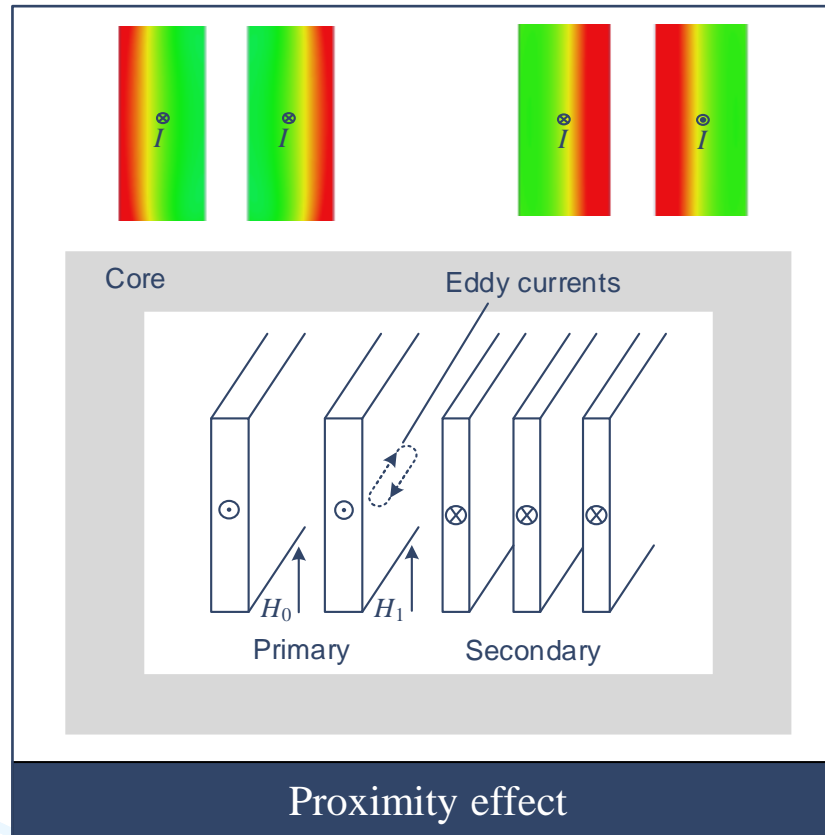 I I I I
Core
Eddy currents
H₀ H₁
Primary Secondary
Proximity effect